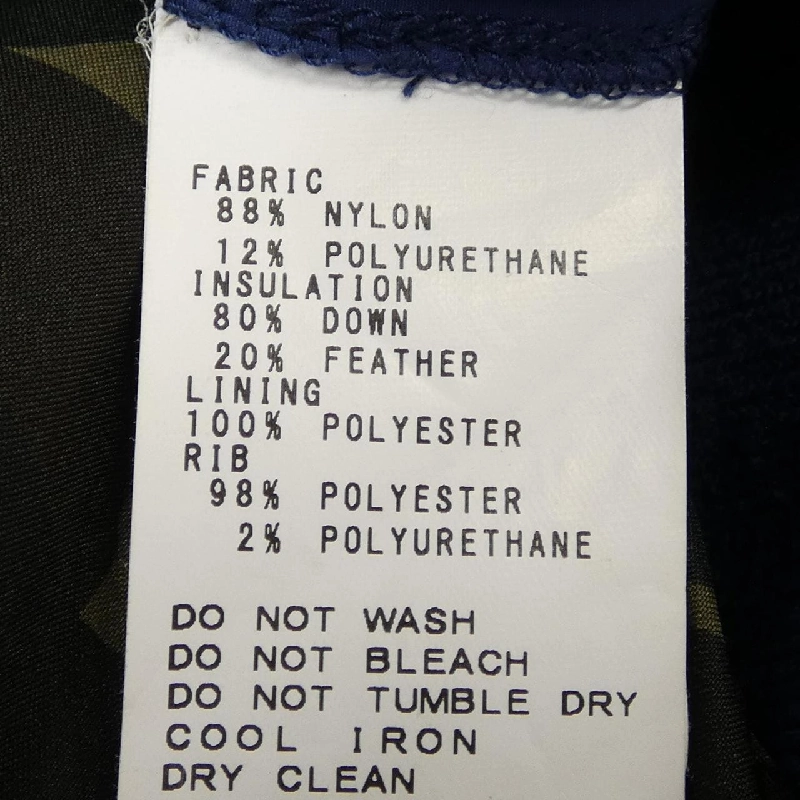 FABRIC
88% NYLON
12% POLYURETHANE
INSULATION
80% DOWN
20% FEATHER
LINING
100% POLYESTER
RIB
98% POLYESTER
2% POLYURETHANE
DO NOT WASH
DO NOT BLEACH
DO NOT TUMBLE DRY
COOL IRON
DRY CLEAN